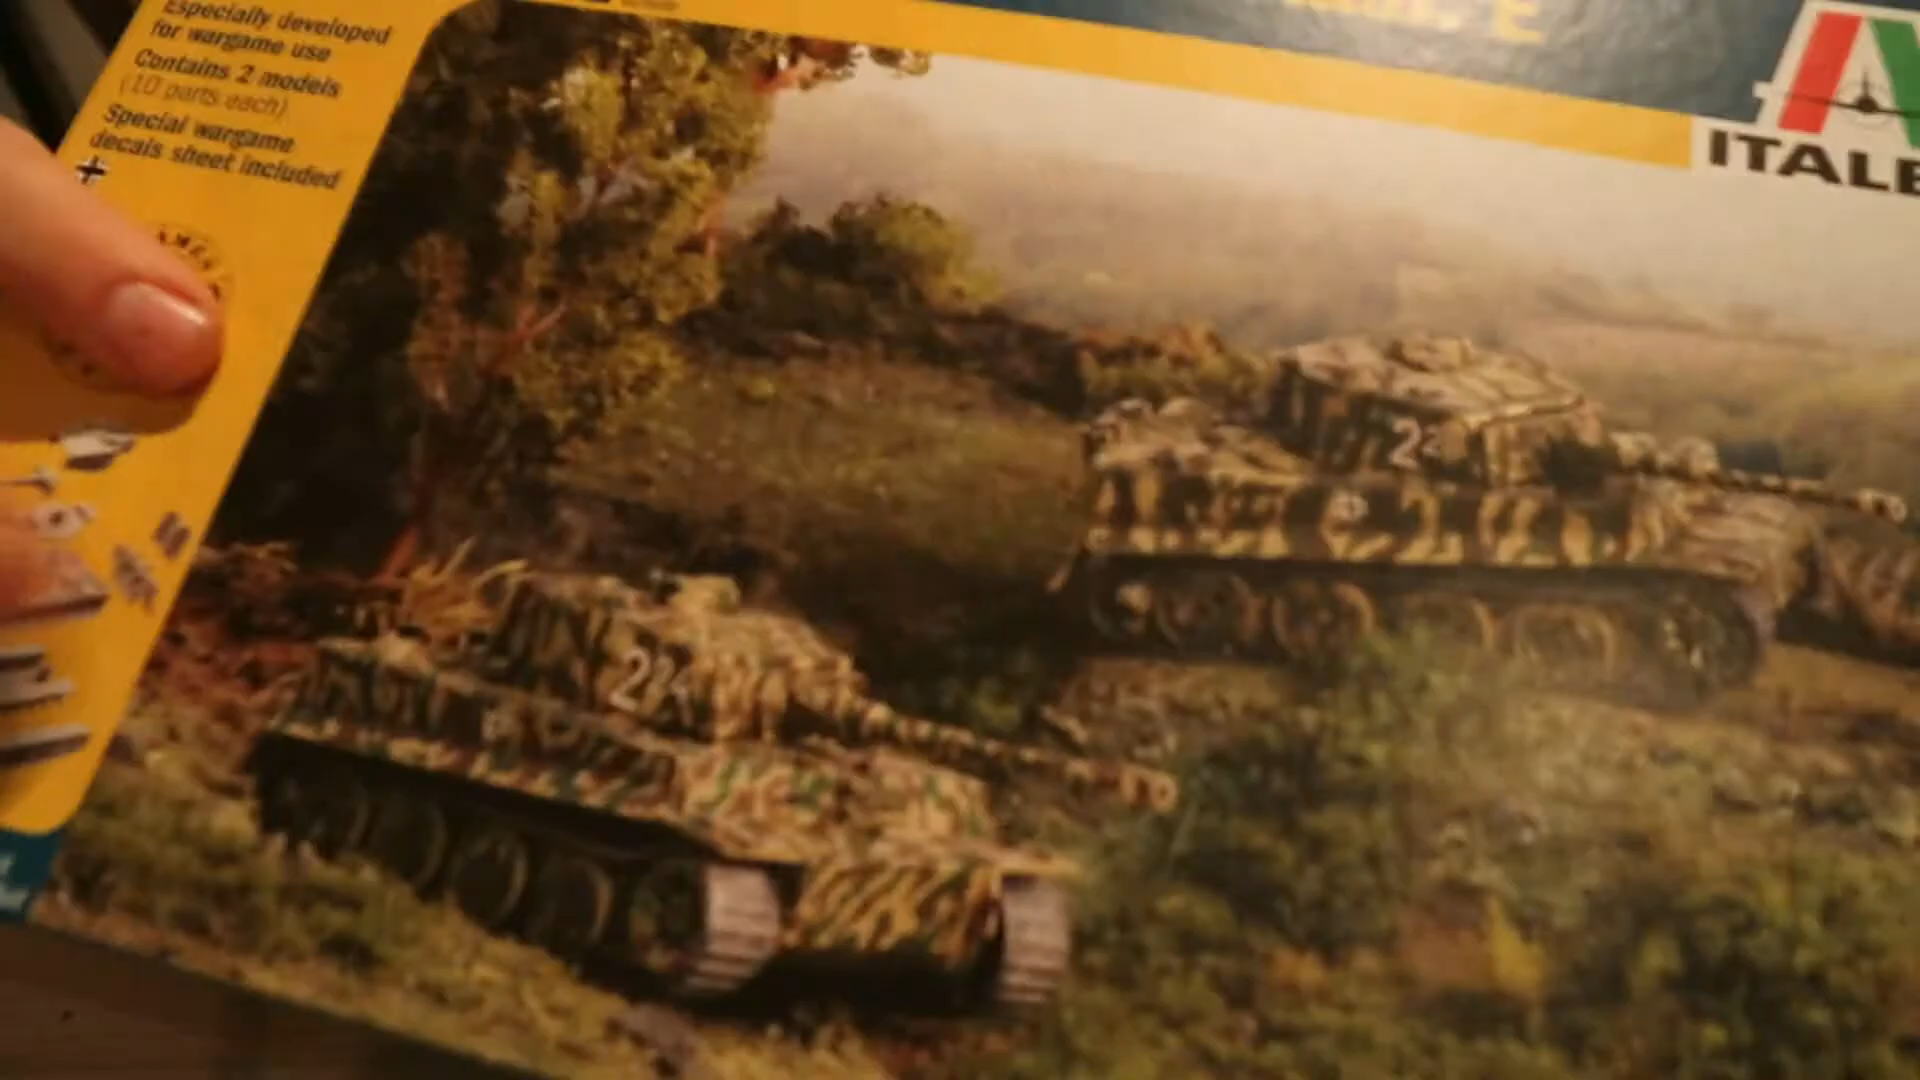 Especially developed
for wargame use
Contains 2 models
(10 parts each)
Special wargame
decals sheet included
ITALE